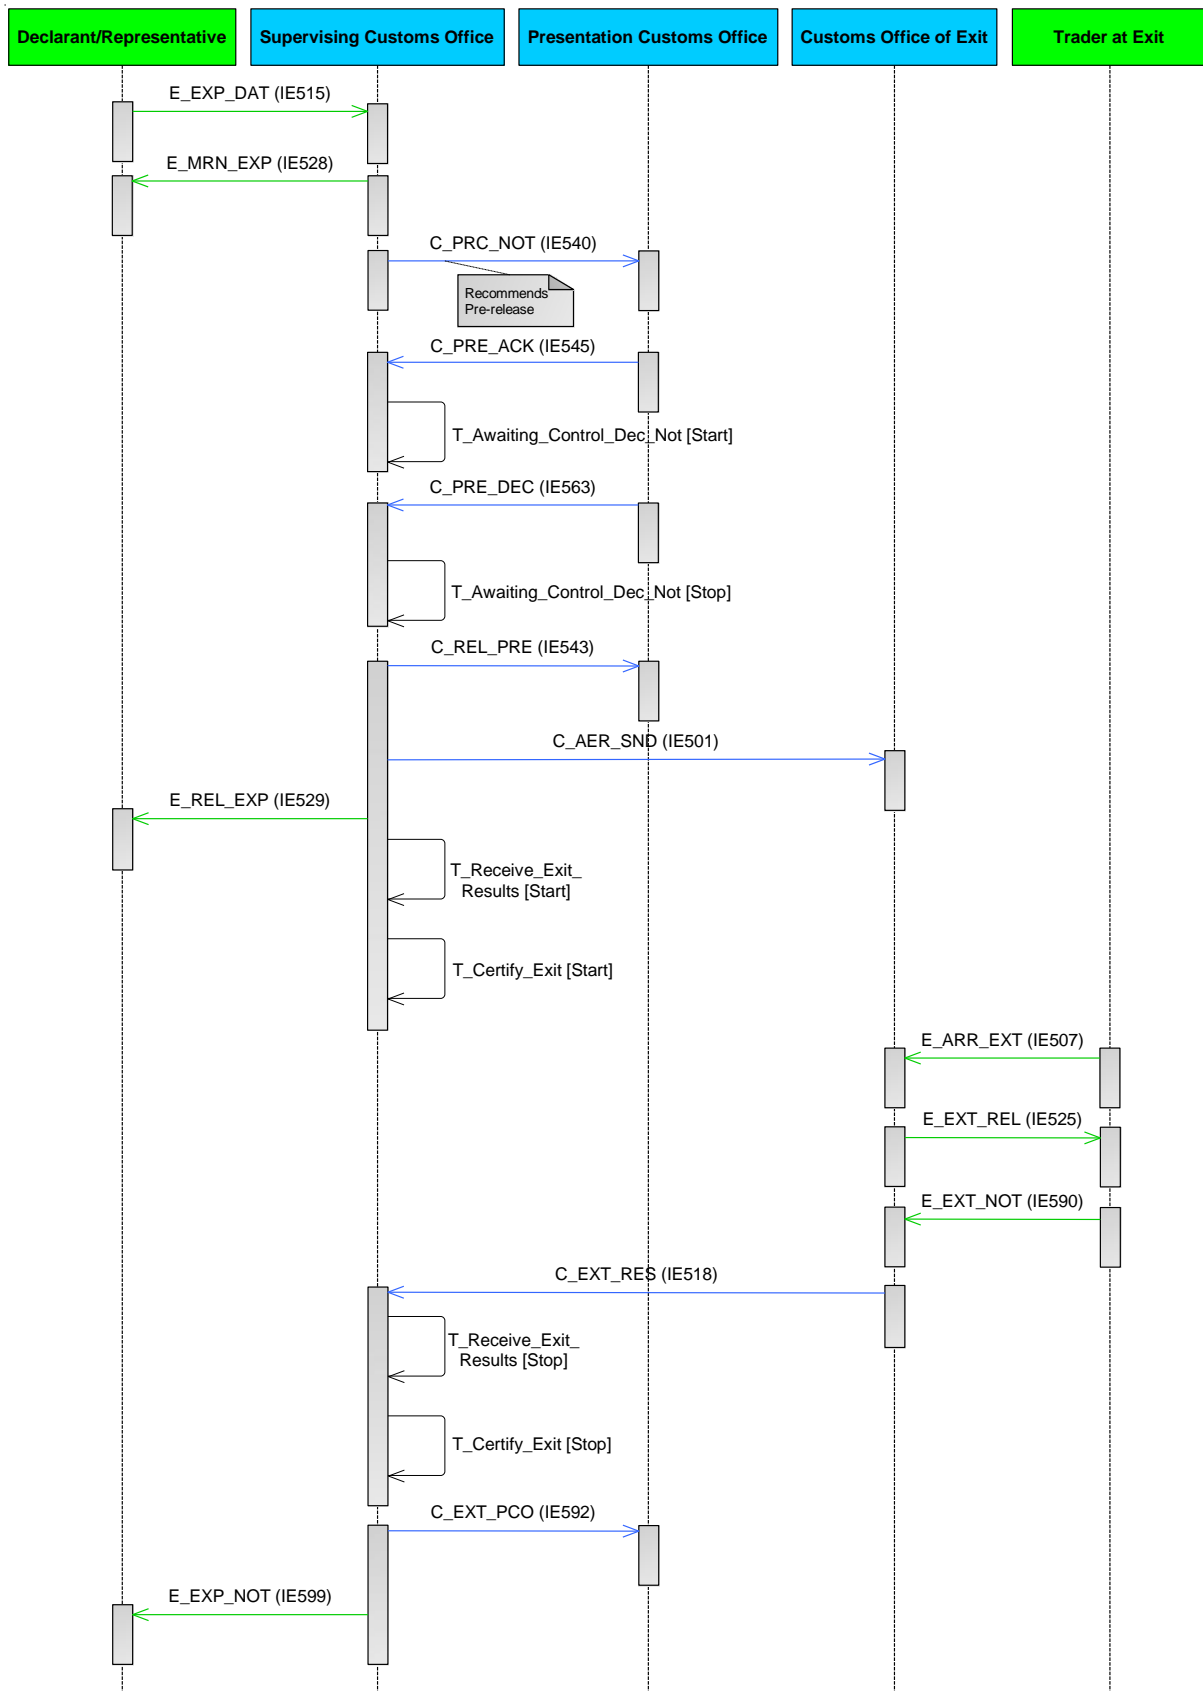 Declarant/Representative
Supervising Customs Office
Presentation Customs Office
Customs Office of Exit
Trader at Exit
E_EXP_DAT (IE515)
E_MRN_EXP (IE528)
C_PRC_NOT (IE540)
Recommends
Pre-release
C_PRE_ACK (IE545)
T_Awaiting_Control_Dec_Not [Start]
C_PRE_DEC (IE563)
T_Awaiting_Control_Dec_Not [Stop]
C_REL_PRE (IE543)
C_AER_SND (IE501)
E_REL_EXP (IE529)
T_Receive_Exit_
Results [Start]
T_Certify_Exit [Start]
E_ARR_EXT (IE507)
E_EXT_REL (IE525)
E_EXT_NOT (IE590)
C_EXT_RES (IE518)
T_Receive_Exit_
Results [Stop]
T_Certify_Exit [Stop]
C_EXT_PCO (IE592)
E_EXP_NOT (IE599)